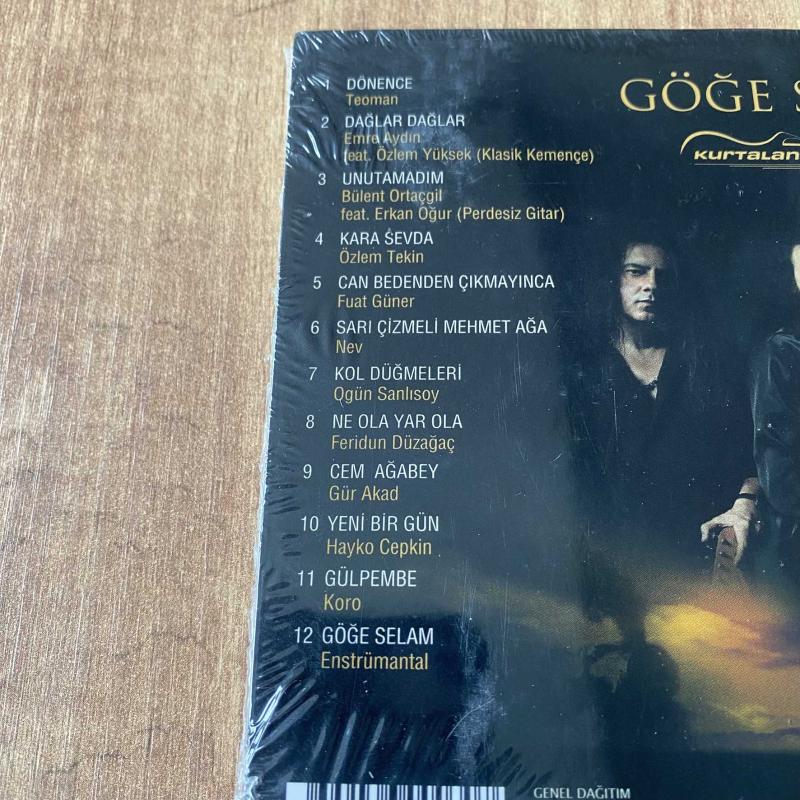 GÖĞE S
KURTALAN
1 DÖNENCE
Teoman
2 DAĞLAR DAĞLAR
Emre Aydın
feat. Özlem Yüksek (Klasik Kemençe)
3 UNUTAMADIM
Bülent Ortaçgil
feat. Erkan Oğur (Perdesiz Gitar)
4 KARA SEVDA
Özlem Tekin
5 CAN BEDENDEN ÇIKMAYINCA
Fuat Güner
6 SARI ÇİZMELİ MEHMET AĞA
Nev
7 KOL DÜĞMELERİ
Ogün Sanlısoy
8 NE OLA YAR OLA
Feridun Düzağaç
9 CEM AĞABEY
Gür Akad
10 YENİ BİR GÜN
Hayko Cepkin
11 GÜLPEMBE
Koro
12 GÖĞE SELAM
Enstrümantal
GENEL DAĞITIM